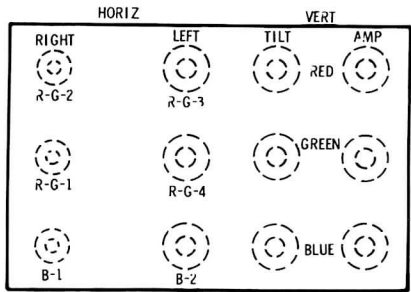 HORIZ VERT
RIGHT LEFT TILT AMP
RED
R-G-2 R-G-3
GREEN
R-G-1 R-G-4
BLUE
B-1 B-2